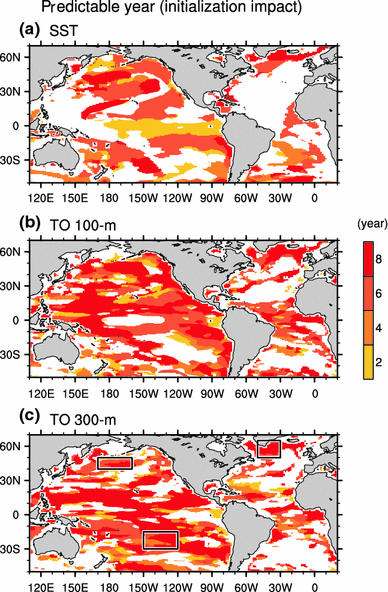 Predictable year (initialization impact)
(a) SST
60N
30N
0
30S
120E 150E 180 150W 120W 90W 60W 30W 0
(b) TO 100-m
(year)
60N
30N
0
30S
8
6
4
2
120E 150E 180 150W 120W 90W 60W 30W 0
(c) TO 300-m
60N
30N
0
30S
120E 150E 180 150W 120W 90W 60W 30W 0